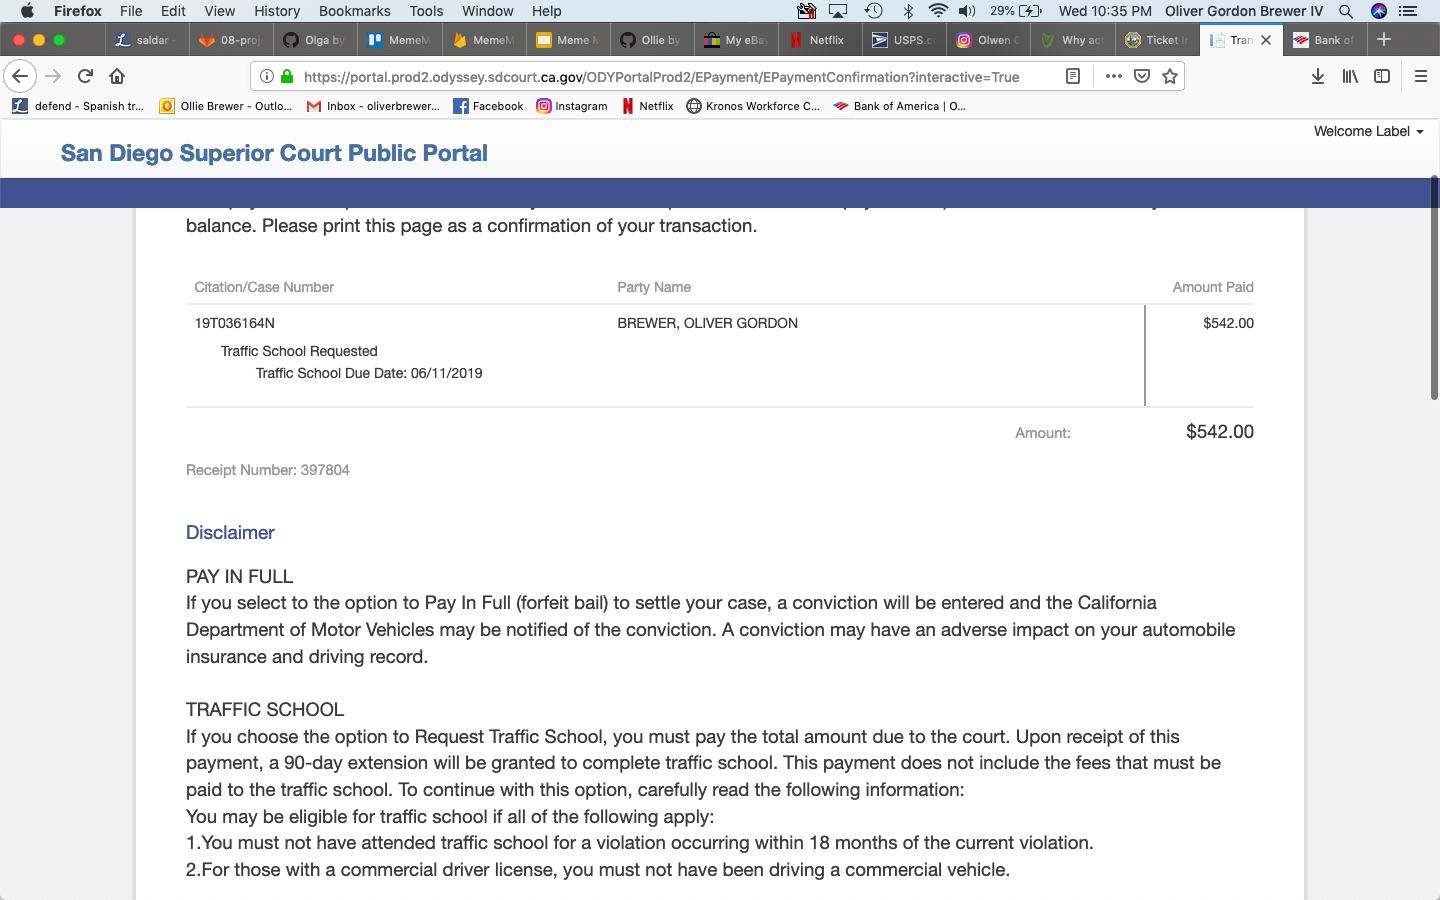 Firefox File Edit View History Bookmarks Tools Window Help 29% Wed 10:35 PM Oliver Gordon Brewer IV
saldar - 08-pro Olga by MemeM MemeM Meme M Ollie by My eBa Netflix USPS.c Olwen C Why ac Ticket I Tran Bank of
https://portal.prod2.odyssey.sdcourt.ca.gov/ODYPortalProd2/EPayment/EPaymentConfirmation?interactive=True
defend - Spanish tr... Ollie Brewer - Outlo... Inbox - oliverbrewer... Facebook Instagram Netflix Kronos Workforce C... Bank of America | O...
Welcome Label
San Diego Superior Court Public Portal
balance. Please print this page as a confirmation of your transaction.
Citation/Case Number Party Name Amount Paid
19T036164N BREWER, OLIVER GORDON $542.00
Traffic School Requested
Traffic School Due Date: 06/11/2019
Amount: $542.00
Receipt Number: 397804
Disclaimer
PAY IN FULL
If you select to the option to Pay In Full (forfeit bail) to settle your case, a conviction will be entered and the California
Department of Motor Vehicles may be notified of the conviction. A conviction may have an adverse impact on your automobile
insurance and driving record.
TRAFFIC SCHOOL
If you choose the option to Request Traffic School, you must pay the total amount due to the court. Upon receipt of this
payment, a 90-day extension will be granted to complete traffic school. This payment does not include the fees that must be
paid to the traffic school. To continue with this option, carefully read the following information:
You may be eligible for traffic school if all of the following apply:
1.You must not have attended traffic school for a violation occurring within 18 months of the current violation.
2.For those with a commercial driver license, you must not have been driving a commercial vehicle.